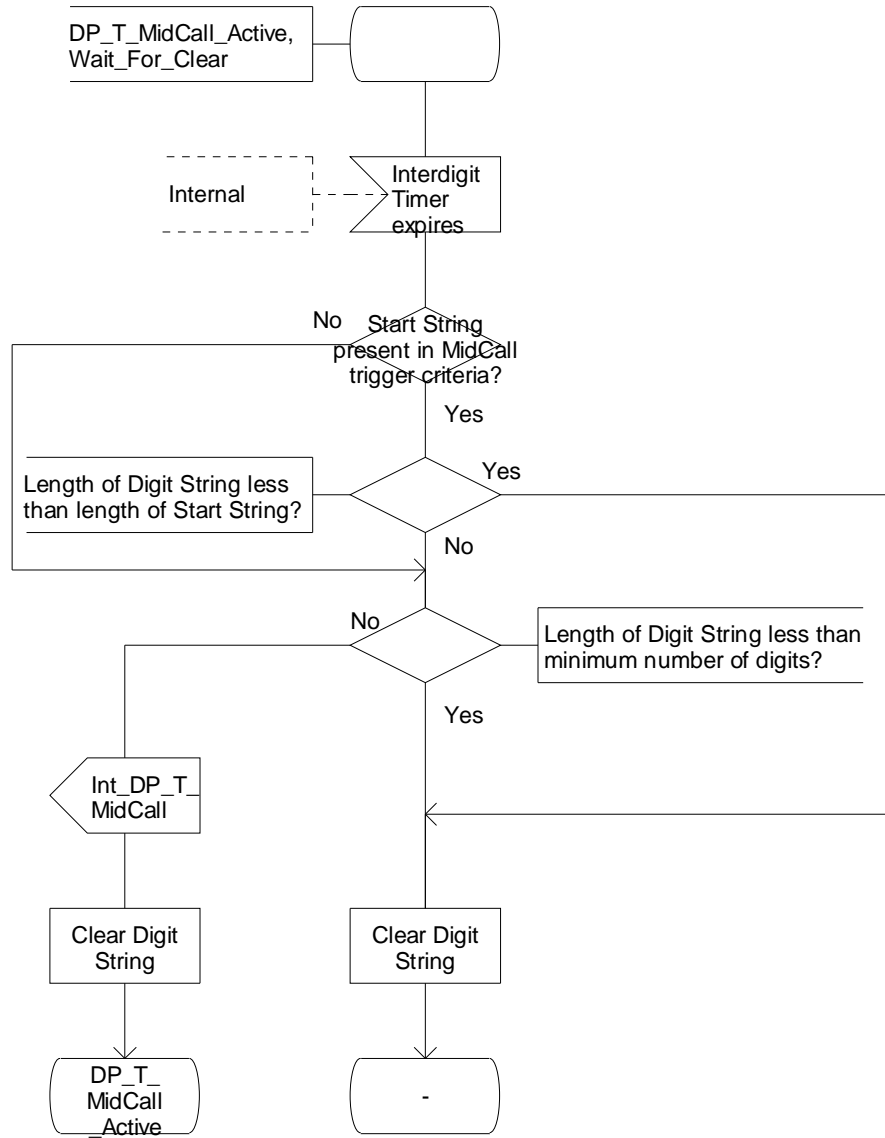 DP_T_MidCall_Active,
Wait_For_Clear
Internal
Interdigit
Timer
expires
No
Start String
present in MidCall
trigger criteria?
Yes
Length of Digit String less
than length of Start String?
Yes
No
No
Length of Digit String less than
minimum number of digits?
Yes
Int_DP_T_
MidCall
Clear Digit
String
Clear Digit
String
DP_T_
MidCall
_Active
-